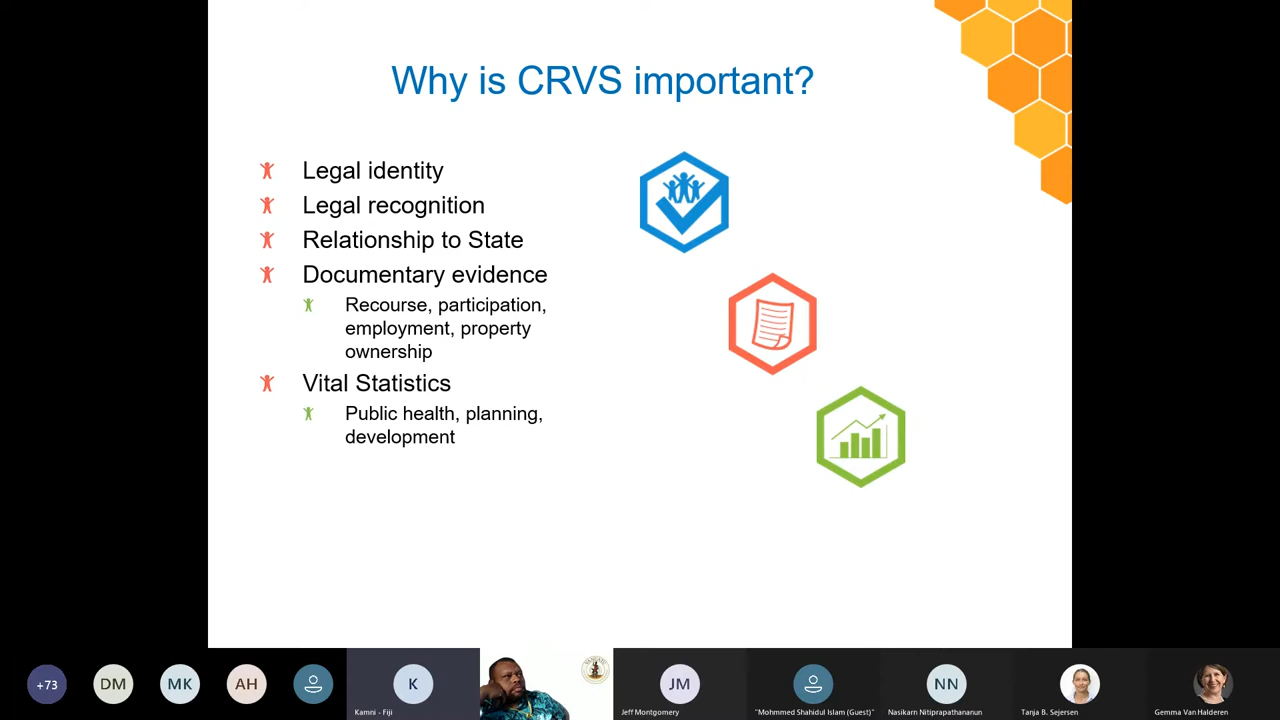 Why is CRVS important?
Legal identity
Legal recognition
Relationship to State
Documentary evidence
Recourse, participation,
employment, property
ownership
Vital Statistics
Public health, planning,
development
+73
DM
MK
AH
K
JM
NN
Kamni - Fiji
Jeff Montgomery
"Mohmmed Shahidul Islam (Guest)"
Nasikarn Nitiprapathananun
Tanja B. Sejersen
Gemma Van Halderen